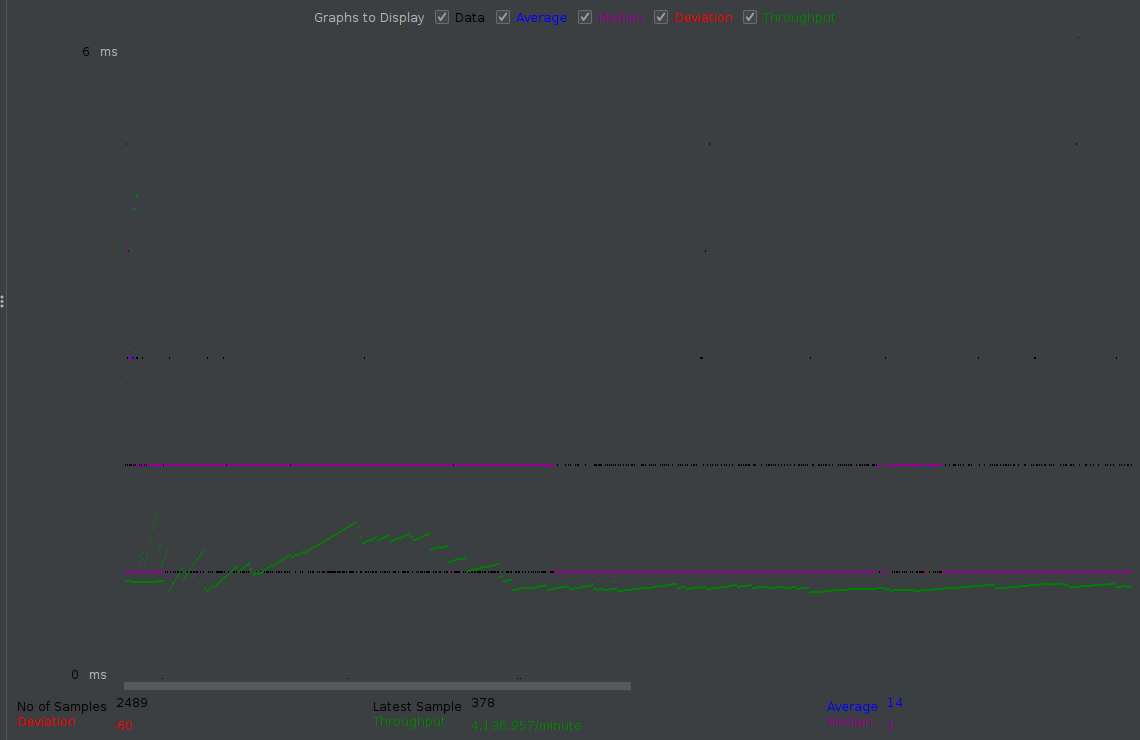 Graphs to Display Data Average Median Deviation Throughput
6 ms
0 ms
No of Samples 2489 Latest Sample 378 Average 14
Deviation 60 Throughput 4,136.957/minute Median 1